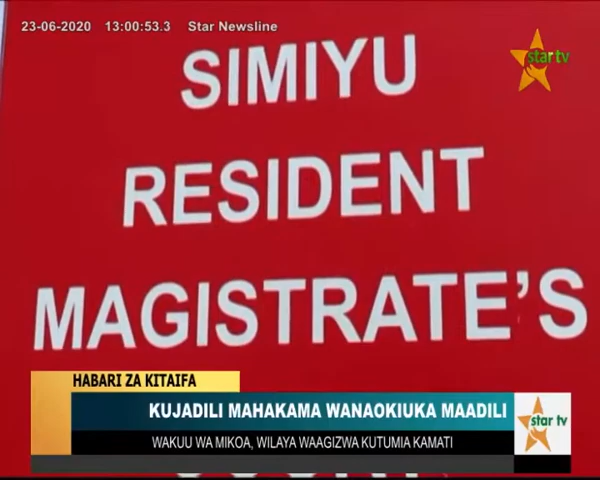 23-06-2020 13:00:53.3 Star Newsline
star tv
SIMIYU
RESIDENT
MAGISTRATE'S
HABARI ZA KITAIFA
KUJADILI MAHAKAMA WANAOKIUKA MAADILI
WAKUU WA MIKOA, WILAYA WAAGIZWA KUTUMIA KAMATI
star tv